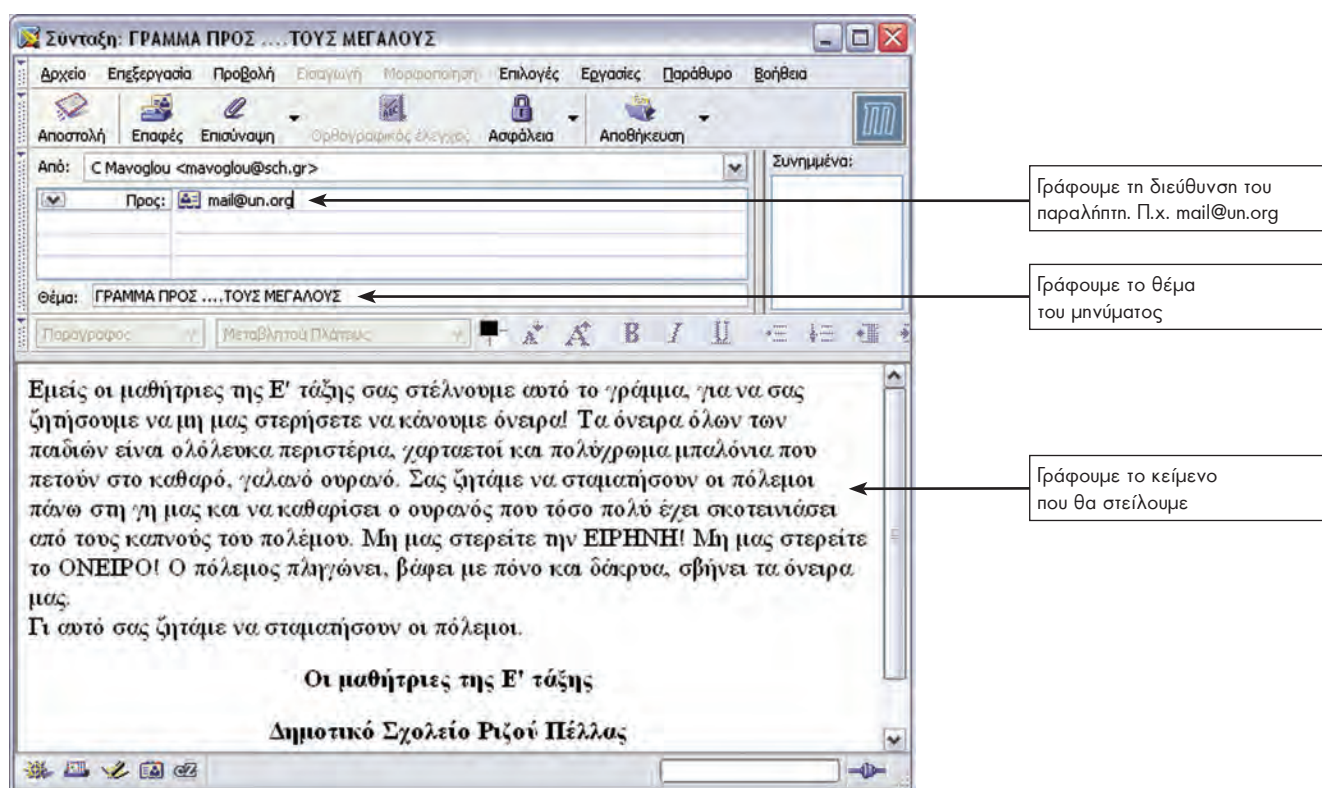 Σύνταξη: ΓΡΑΜΜΑ ΠΡΟΣ ....ΤΟΥΣ ΜΕΓΑΛΟΥΣ
Αρχείο Επεξεργασία Προβολή Εισαγωγή Μορφοποίηση Επιλογές Εργασίες Παράθυρο Βοήθεια
Αποστολή Επαφές Επισύναψη Ορθογραφικός έλεγχος Ασφάλεια Αποθήκευση
Από: C Mavoglou <mavoglou@sch.gr>
Συνημμένα:
Προς: mail@un.org
Θέμα: ΓΡΑΜΜΑ ΠΡΟΣ ....ΤΟΥΣ ΜΕΓΑΛΟΥΣ
Παράγραφος Μεταβλητού Πλάτους
Εμείς οι μαθήτριες της Ε' τάξης σας στέλνουμε αυτό το γράμμα, για να σας
ζητήσουμε να μη μας στερήσετε να κάνουμε όνειρα! Τα όνειρα όλων των
παιδιών είναι ολόλευκα περιστέρια, χαρταετοί και πολύχρωμα μπαλόνια που
πετούν στο καθαρό, γαλανό ουρανό. Σας ζητάμε να σταματήσουν οι πόλεμοι
πάνω στη γη μας και να καθαρίσει ο ουρανός που τόσο πολύ έχει σκοτεινιάσει
από τους καπνούς του πολέμου. Μη μας στερείτε την ΕΙΡΗΝΗ! Μη μας στερείτε
το ΟΝΕΙΡΟ! Ο πόλεμος πληγώνει, βάφει με πόνο και δάκρυα, σβήνει τα όνειρα
μας.
Γι αυτό σας ζητάμε να σταματήσουν οι πόλεμοι.
Οι μαθήτριες της Ε' τάξης
Δημοτικό Σχολείο Ριζού Πέλλας
Γράφουμε τη διεύθυνση του
παραλήπτη. Π.χ. mail@un.org
Γράφουμε το θέμα
του μηνύματος
Γράφουμε το κείμενο
που θα στείλουμε